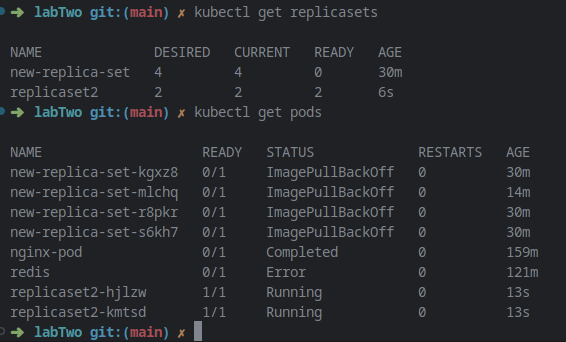 ➜ labTwo git:(main) ✗ kubectl get replicasets
NAME DESIRED CURRENT READY AGE
new-replica-set 4 4 0 30m
replicaset2 2 2 2 6s
➜ labTwo git:(main) ✗ kubectl get pods
NAME READY STATUS RESTARTS AGE
new-replica-set-kgxz8 0/1 ImagePullBackOff 0 30m
new-replica-set-mlchq 0/1 ImagePullBackOff 0 14m
new-replica-set-r8pkr 0/1 ImagePullBackOff 0 30m
new-replica-set-s6kh7 0/1 ImagePullBackOff 0 30m
nginx-pod 0/1 Completed 0 159m
redis 0/1 Error 0 121m
replicaset2-hjlzw 1/1 Running 0 13s
replicaset2-kmtsd 1/1 Running 0 13s
➜ labTwo git:(main) ✗